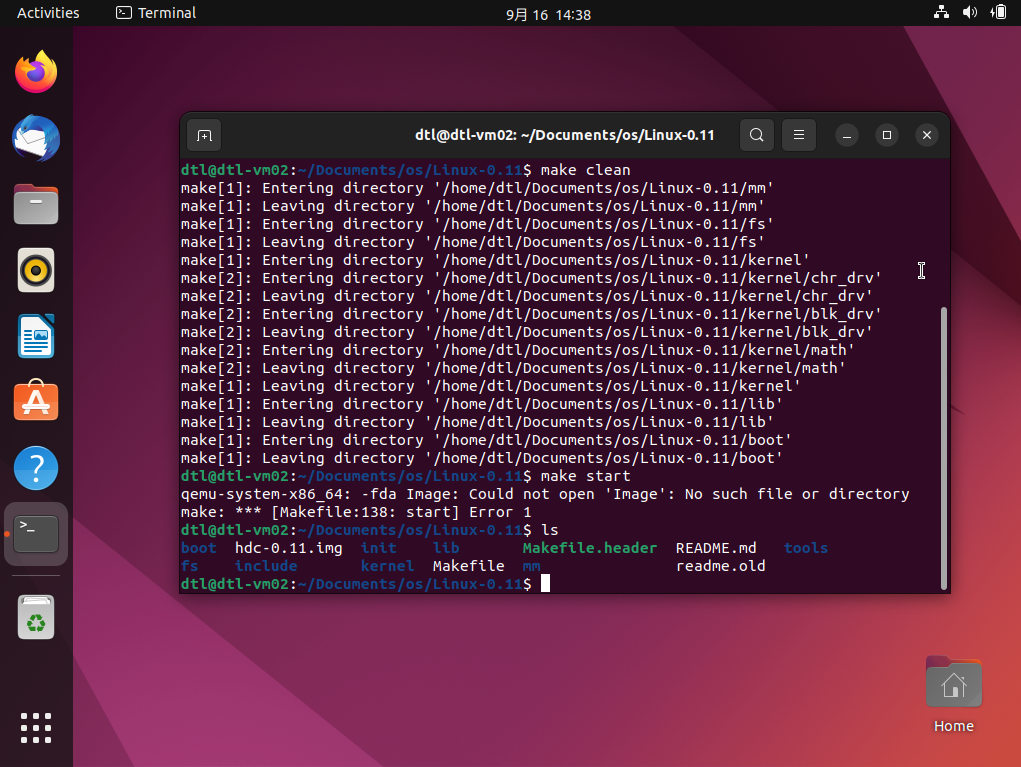 Activities Terminal 9月 16 14:38
dtl@dtl-vm02: ~/Documents/os/Linux-0.11
dtl@dtl-vm02:~/Documents/os/Linux-0.11$ make clean
make[1]: Entering directory '/home/dtl/Documents/os/Linux-0.11/mm'
make[1]: Leaving directory '/home/dtl/Documents/os/Linux-0.11/mm'
make[1]: Entering directory '/home/dtl/Documents/os/Linux-0.11/fs'
make[1]: Leaving directory '/home/dtl/Documents/os/Linux-0.11/fs'
make[1]: Entering directory '/home/dtl/Documents/os/Linux-0.11/kernel'
make[2]: Entering directory '/home/dtl/Documents/os/Linux-0.11/kernel/chr_drv'
make[2]: Leaving directory '/home/dtl/Documents/os/Linux-0.11/kernel/chr_drv'
make[2]: Entering directory '/home/dtl/Documents/os/Linux-0.11/kernel/blk_drv'
make[2]: Leaving directory '/home/dtl/Documents/os/Linux-0.11/kernel/blk_drv'
make[2]: Entering directory '/home/dtl/Documents/os/Linux-0.11/kernel/math'
make[2]: Leaving directory '/home/dtl/Documents/os/Linux-0.11/kernel/math'
make[1]: Leaving directory '/home/dtl/Documents/os/Linux-0.11/kernel'
make[1]: Entering directory '/home/dtl/Documents/os/Linux-0.11/lib'
make[1]: Leaving directory '/home/dtl/Documents/os/Linux-0.11/lib'
make[1]: Entering directory '/home/dtl/Documents/os/Linux-0.11/boot'
make[1]: Leaving directory '/home/dtl/Documents/os/Linux-0.11/boot'
dtl@dtl-vm02:~/Documents/os/Linux-0.11$ make start
qemu-system-x86_64: -fda Image: Could not open 'Image': No such file or directory
make: *** [Makefile:138: start] Error 1
dtl@dtl-vm02:~/Documents/os/Linux-0.11$ ls
boot hdc-0.11.img init lib Makefile.header README.md tools
fs include kernel Makefile mm readme.old
dtl@dtl-vm02:~/Documents/os/Linux-0.11$
Home